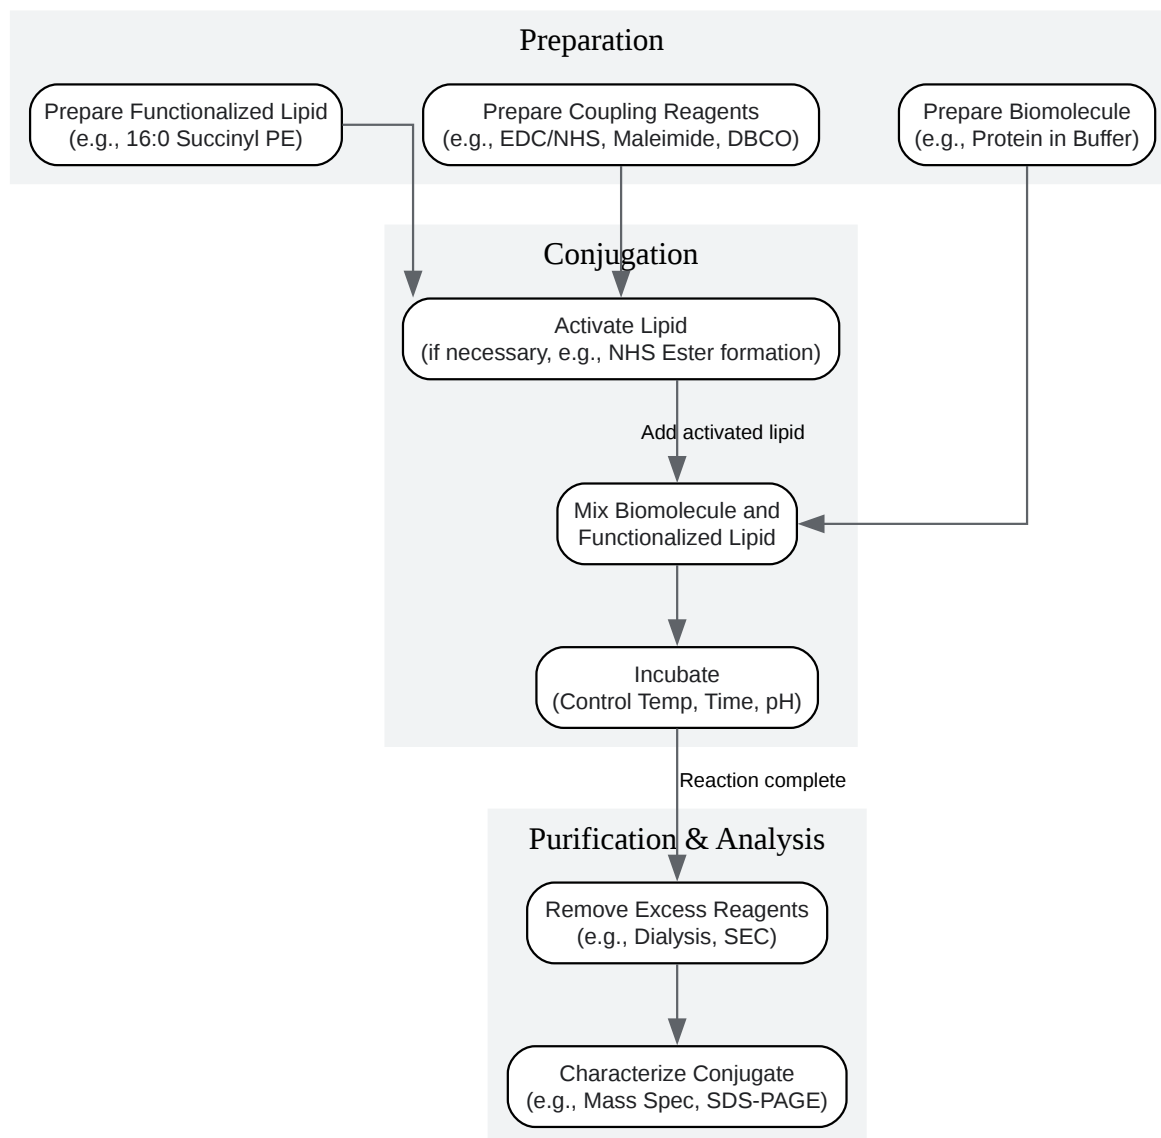 Preparation
Prepare Functionalized Lipid
(e.g., 16:0 Succinyl PE)
Prepare Coupling Reagents
(e.g., EDC/NHS, Maleimide, DBCO)
Prepare Biomolecule
(e.g., Protein in Buffer)
Conjugation
Activate Lipid
(if necessary, e.g., NHS Ester formation)
Add activated lipid
Mix Biomolecule and
Functionalized Lipid
Incubate
(Control Temp, Time, pH)
Reaction complete
Purification & Analysis
Remove Excess Reagents
(e.g., Dialysis, SEC)
Characterize Conjugate
(e.g., Mass Spec, SDS-PAGE)